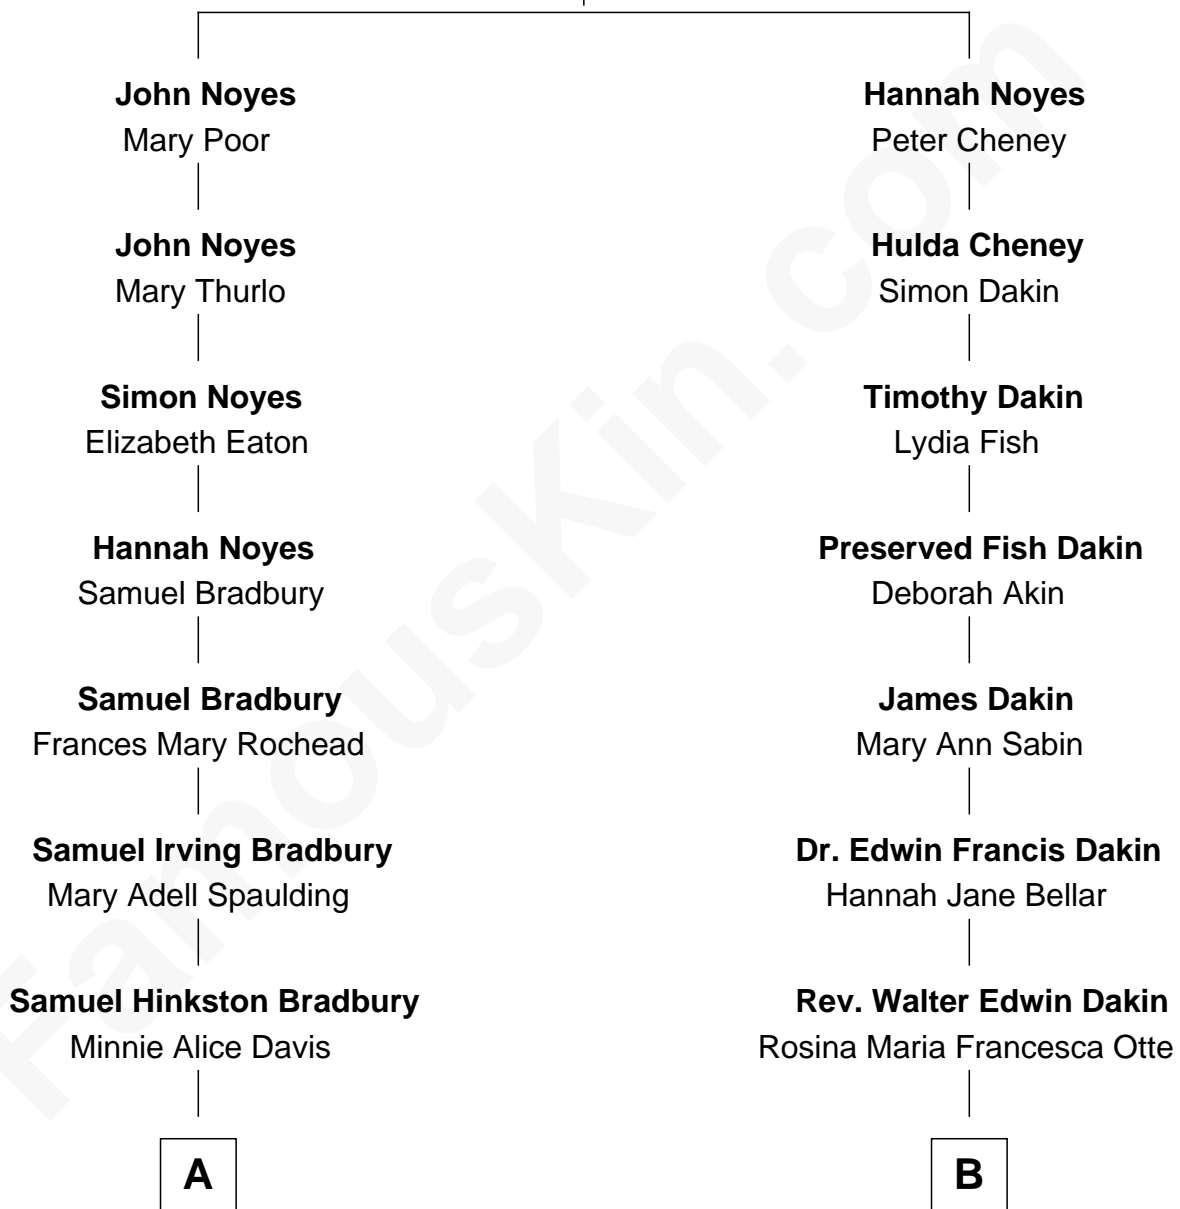 John Noyes
Mary Poor
John Noyes
Mary Thurlo
Simon Noyes
Elizabeth Eaton
Hannah Noyes
Samuel Bradbury
Samuel Bradbury
Frances Mary Rochead
Samuel Irving Bradbury
Mary Adell Spaulding
Samuel Hinkston Bradbury
Minnie Alice Davis
A
Hannah Noyes
Peter Cheney
Hulda Cheney
Simon Dakin
Timothy Dakin
Lydia Fish
Preserved Fish Dakin
Deborah Akin
James Dakin
Mary Ann Sabin
Dr. Edwin Francis Dakin
Hannah Jane Bellar
Rev. Walter Edwin Dakin
Rosina Maria Francesca Otte
B
FamousKin.com